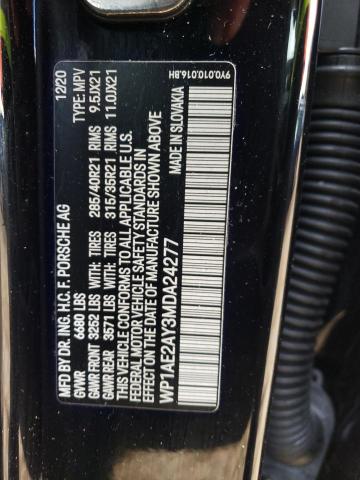 MFD BY DR. ING. H.C. F. PORSCHE AG 12/20
GVWR 6680 LBS TYPE: MPV
GAWR FRONT 3262 LBS WITH: TIRES 285/40R21 RIMS 9.5JX21
GAWR REAR 3571 LBS WITH: TIRES 315/35R21 RIMS 11.0JX21
THIS VEHICLE CONFORMS TO ALL APPLICABLE U.S.
FEDERAL MOTOR VEHICLE SAFETY STANDARDS IN
EFFECT ON THE DATE OF MANUFACTURE SHOWN ABOVE
WP1AE2AY3MDA24277 MADE IN SLOVAKIA
9Y0.010.016.BH